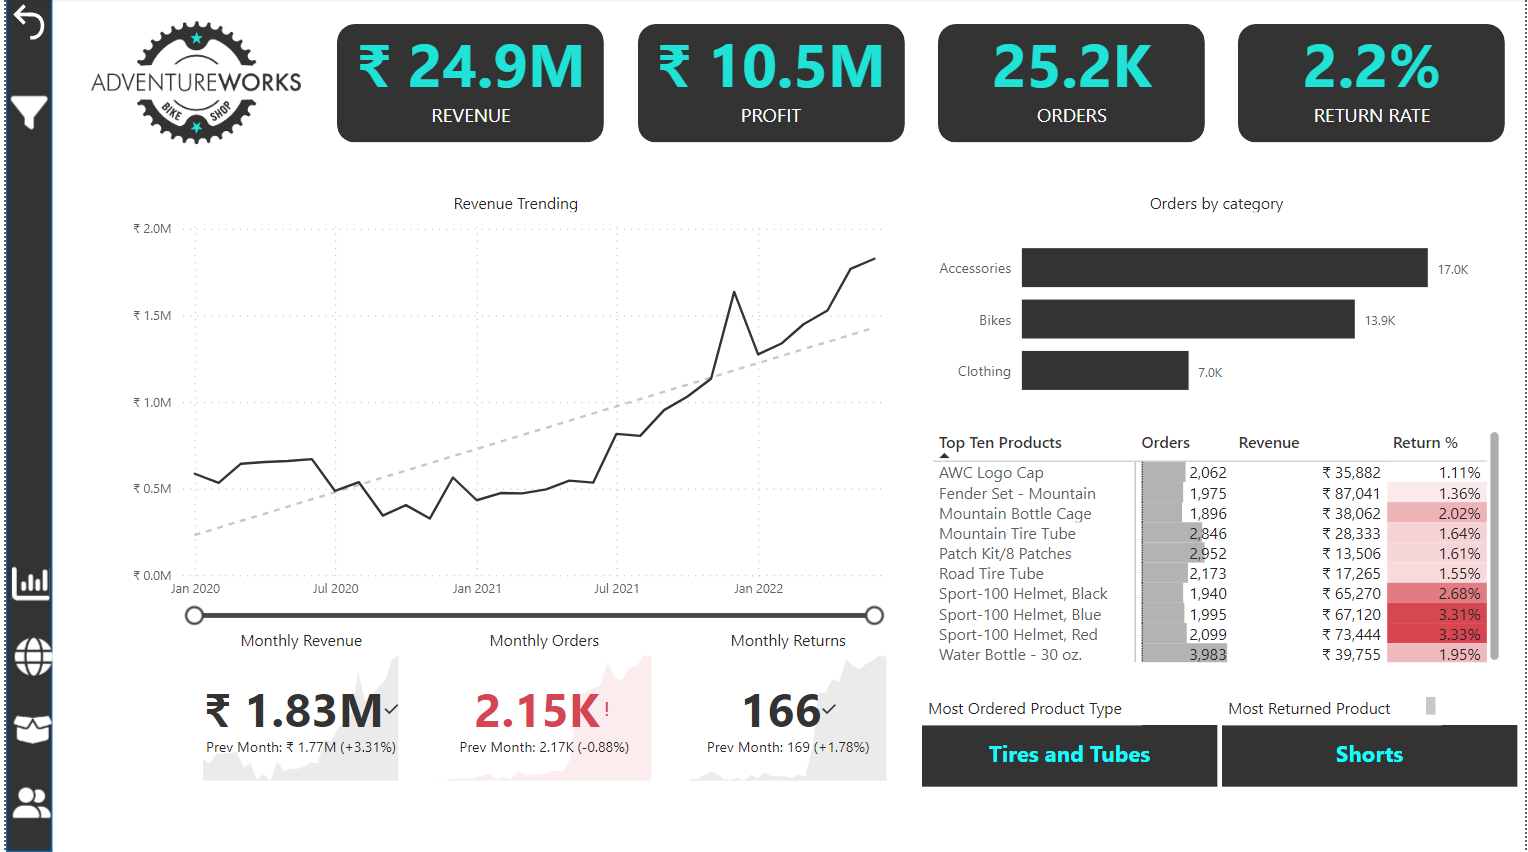 ADVENTUREWORKS
BIKE SHOP
₹ 24.9M
REVENUE
₹ 10.5M
PROFIT
25.2K
ORDERS
2.2%
RETURN RATE
Revenue Trending
₹ 2.0M
₹ 1.5M
₹ 1.0M
₹ 0.5M
₹ 0.0M
Jan 2020 Jul 2020 Jan 2021 Jul 2021 Jan 2022
Orders by category
Accessories 17.0K
Bikes 13.9K
Clothing 7.0K
Top Ten Products Orders Revenue Return %
AWC Logo Cap 2,062 ₹ 35,882 1.11%
Fender Set - Mountain 1,975 ₹ 87,041 1.36%
Mountain Bottle Cage 1,896 ₹ 38,062 2.02%
Mountain Tire Tube 2,846 ₹ 28,333 1.64%
Patch Kit/8 Patches 2,952 ₹ 13,506 1.61%
Road Tire Tube 2,173 ₹ 17,265 1.55%
Sport-100 Helmet, Black 1,940 ₹ 65,270 2.68%
Sport-100 Helmet, Blue 1,995 ₹ 67,120 3.31%
Sport-100 Helmet, Red 2,099 ₹ 73,444 3.33%
Water Bottle - 30 oz. 3,983 ₹ 39,755 1.95%
Monthly Revenue
₹ 1.83M
Prev Month: ₹ 1.77M (+3.31%)
Monthly Orders
2.15K!
Prev Month: 2.17K (-0.88%)
Monthly Returns
166
Prev Month: 169 (+1.78%)
Most Ordered Product Type
Tires and Tubes
Most Returned Product
Shorts